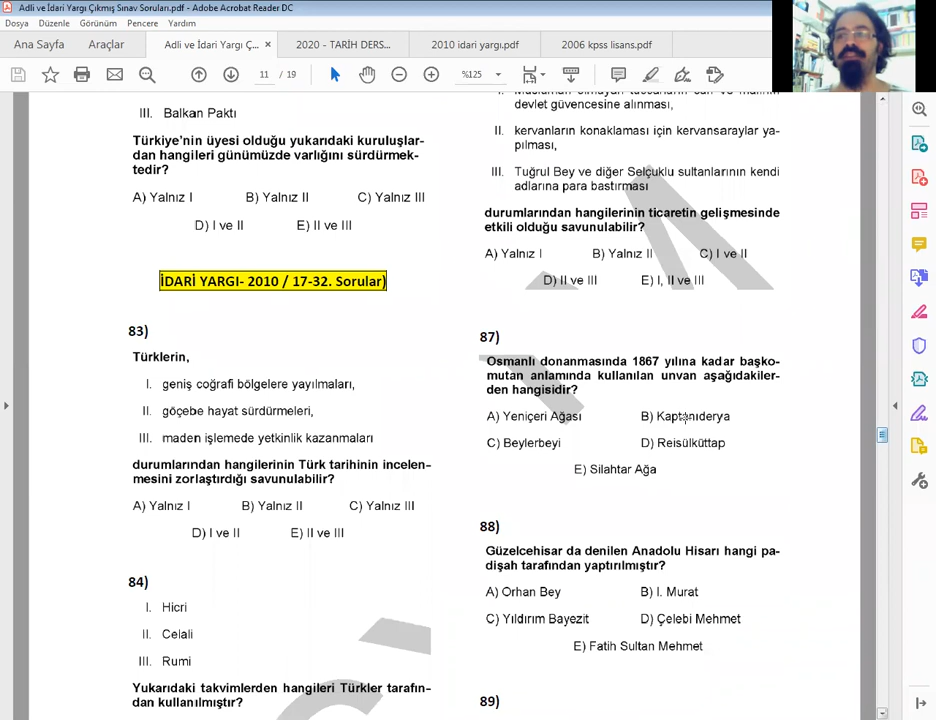 Adli ve İdari Yargı Çıkmış Sınav Soruları.pdf - Adobe Acrobat Reader DC
Dosya Düzenle Görünüm Pencere Yardım
Ana Sayfa Araçlar Adli ve İdari Yargı Ç... × 2020 - TARİH DERS... 2010 idari yargı.pdf 2006 kpss lisans.pdf
11 / 19 %125
III. Balkan Paktı
Türkiye'nin üyesi olduğu yukarıdaki kuruluşlar-
dan hangileri günümüzde varlığını sürdürmek-
tedir?
A) Yalnız I B) Yalnız II C) Yalnız III
D) I ve II E) II ve III
İDARİ YARGI- 2010 / 17-32. Sorular)
83)
Türklerin,
I. geniş coğrafi bölgelere yayılmaları,
II. göçebe hayat sürdürmeleri,
III. maden işlemede yetkinlik kazanmaları
durumlarından hangilerinin Türk tarihinin incelen-
mesini zorlaştırdığı savunulabilir?
A) Yalnız I B) Yalnız II C) Yalnız III
D) I ve II E) II ve III
84)
I. Hicri
II. Celali
III. Rumi
Yukarıdaki takvimlerden hangileri Türkler tarafın-
dan kullanılmıştır?
devlet güvencesine alınması,
II. kervanların konaklaması için kervansaraylar ya-
pılması,
III. Tuğrul Bey ve diğer Selçuklu sultanlarının kendi
adlarına para bastırması
durumlarından hangilerinin ticaretin gelişmesinde
etkili olduğu savunulabilir?
A) Yalnız I B) Yalnız II C) I ve II
D) II ve III E) I, II ve III
87)
Osmanlı donanmasında 1867 yılına kadar başko-
mutan anlamında kullanılan unvan aşağıdakiler-
den hangisidir?
A) Yeniçeri Ağası B) Kaptanıderya
C) Beylerbeyi D) Reisülküttap
E) Silahtar Ağa
88)
Güzelcehisar da denilen Anadolu Hisarı hangi pa-
dişah tarafından yaptırılmıştır?
A) Orhan Bey B) I. Murat
C) Yıldırım Bayezit D) Çelebi Mehmet
E) Fatih Sultan Mehmet
89)